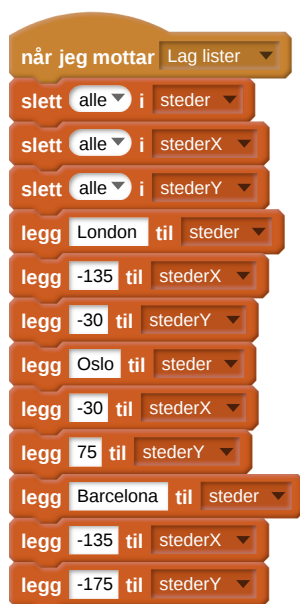 når jeg mottar Lag lister
slett alle i steder
slett alle i stederX
slett alle i stederY
legg London til steder
legg -135 til stederX
legg -30 til stederY
legg Oslo til steder
legg -30 til stederX
legg 75 til stederY
legg Barcelona til steder
legg -135 til stederX
legg -175 til stederY